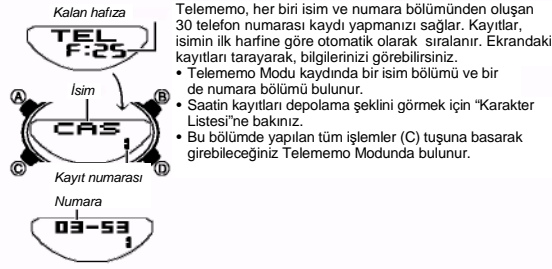 Kalan hafıza
TEL
F:25
İsim
A
B
CAS
1
C
D
Kayıt numarası
Numara
03-53
1
Telememo, her biri isim ve numara bölümünden oluşan
30 telefon numarası kaydı yapmanızı sağlar. Kayıtlar,
isimin ilk harfine göre otomatik olarak sıralanır. Ekrandaki
kayıtları tarayarak, bilgilerinizi görebilirsiniz.
• Telememo Modu kaydında bir isim bölümü ve bir
de numara bölümü bulunur.
• Saatin kayıtları depolama şeklini görmek için “Karakter
Listesi”ne bakınız.
• Bu bölümde yapılan tüm işlemler (C) tuşuna basarak
girebileceğiniz Telememo Modunda bulunur.